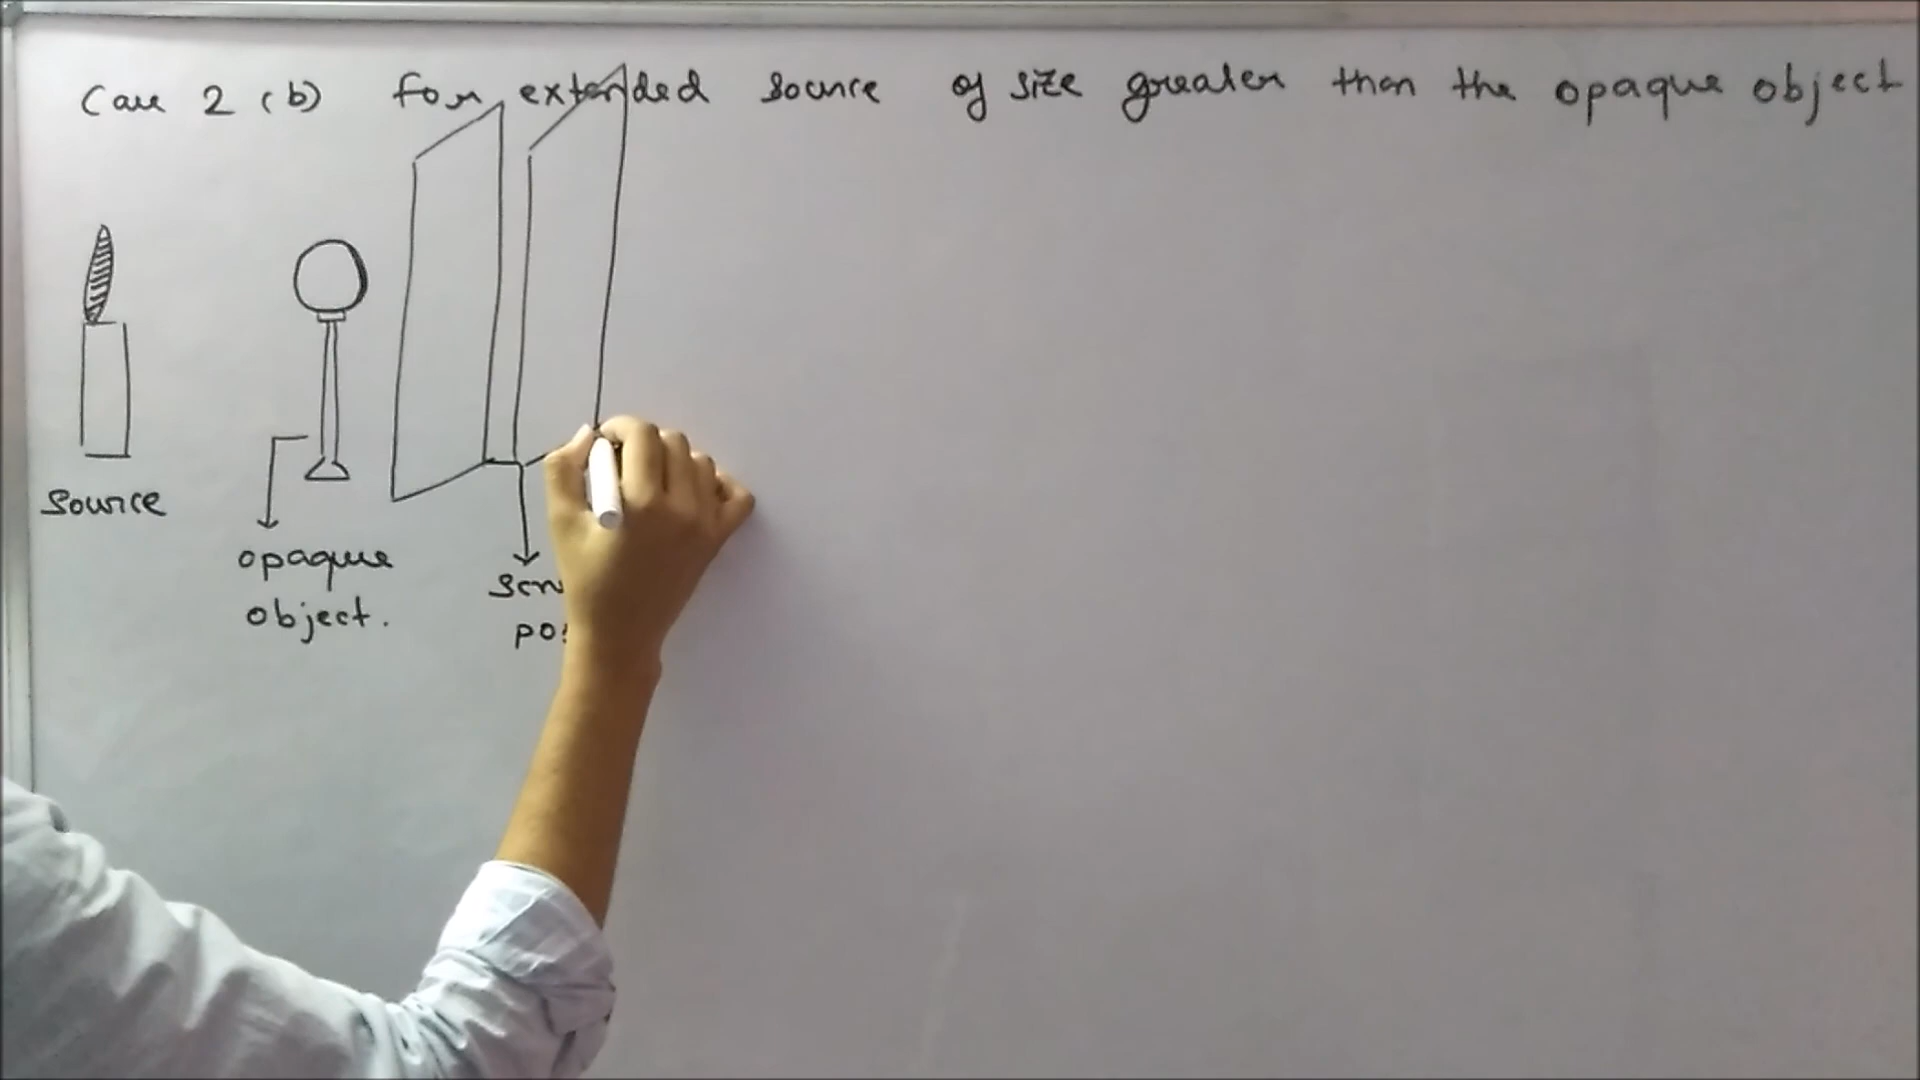 Case 2 (b) for extended source of size greater than the opaque object
Source
opaque
object.